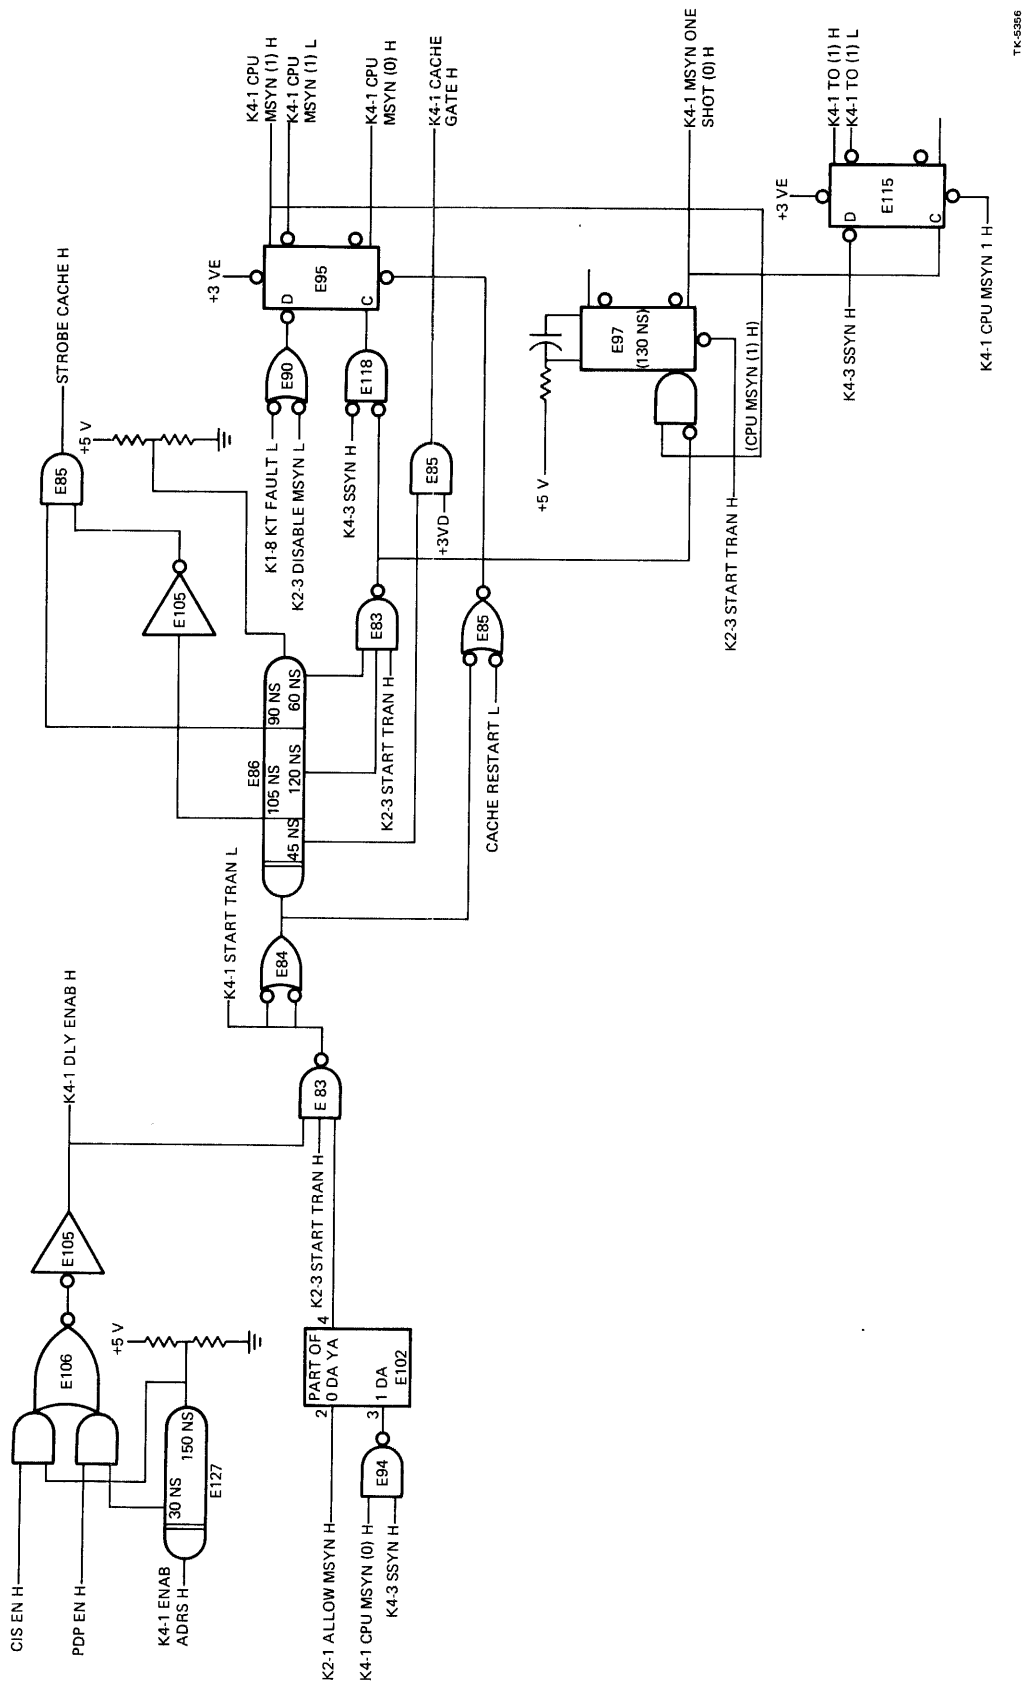 CIS EN H
PDP EN H
K4-1 ENAB
ADRS H
30 NS
150 NS
E127
E106
+5 V
E105
K4-1 DLY ENAB H
K2-1 ALLOW MSYN H
K4-1 CPU MSYN (0) H
K4-3 SSYN H
E94
2
3
PART OF
0 DA YA
1 DA
E102
4
K2-3 START TRAN H
E 83
K4-1 START TRAN L
E84
E86
45 NS
105 NS
120 NS
90 NS
60 NS
E105
E85
STROBE CACHE H
+5 V
K2-3 START TRAN H
E83
CACHE RESTART L
E85
K1-8 KT FAULT L
K2-3 DISABLE MSYN L
E90
K4-3 SSYN H
E118
+3 VE
D
C
E95
K4-1 CPU
MSYN (1) H
K4-1 CPU
MSYN (1) L
K4-1 CPU
MSYN (0) H
+3VD
E85
K4-1 CACHE
GATE H
+5 V
E97
(130 NS)
(CPU MSYN (1) H)
K2-3 START TRAN H
K4-1 MSYN ONE
SHOT (0) H
K4-3 SSYN H
+3 VE
D
C
E115
K4-1 CPU MSYN 1 H
K4-1 TO (1) H
K4-1 TO (1) L
TK-5356